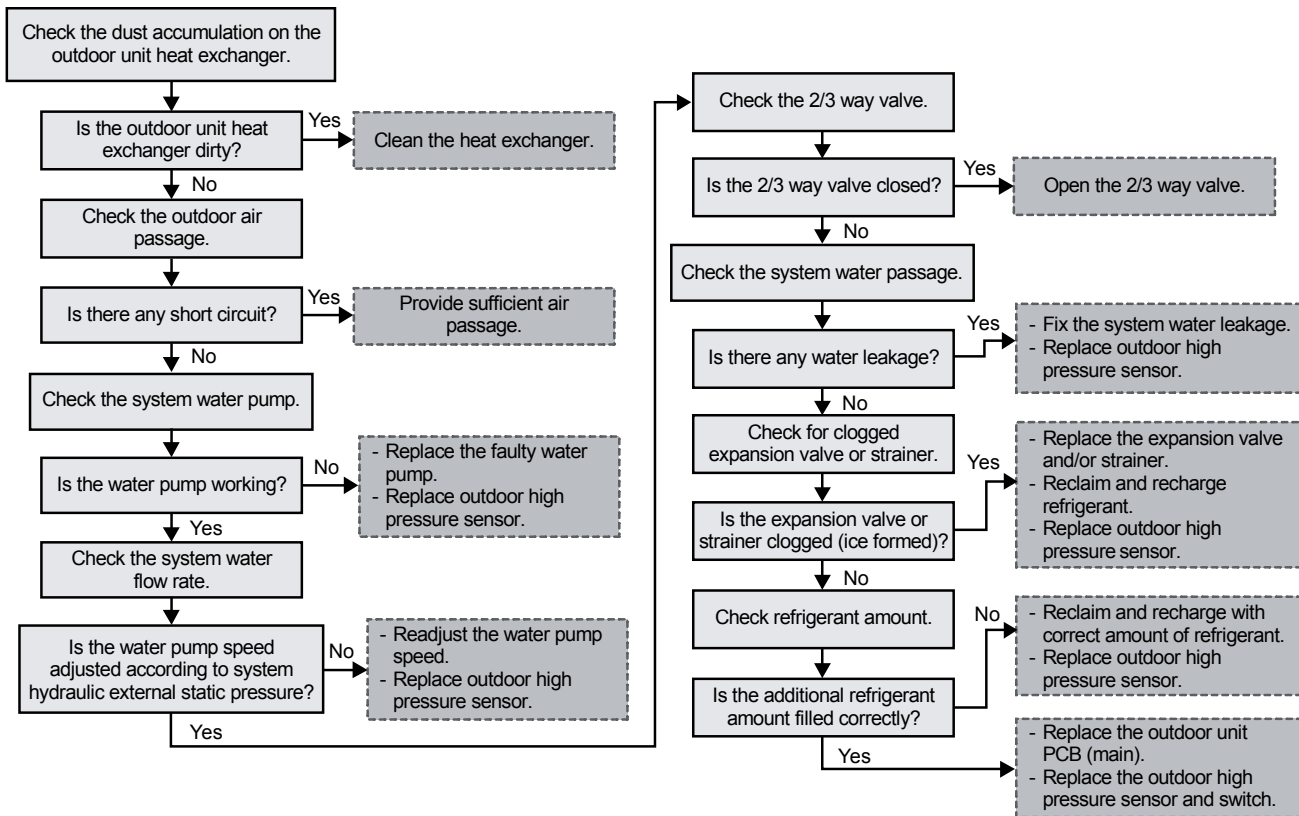 Check the dust accumulation on the
outdoor unit heat exchanger.
Is the outdoor unit heat
exchanger dirty?
Yes
Clean the heat exchanger.
No
Check the outdoor air
passage.
Is there any short circuit?
Yes
Provide sufficient air
passage.
No
Check the system water pump.
Is the water pump working?
No
- Replace the faulty water
pump.
- Replace outdoor high
pressure sensor.
Yes
Check the system water
flow rate.
Is the water pump speed
adjusted according to system
hydraulic external static pressure?
No
- Readjust the water pump
speed.
- Replace outdoor high
pressure sensor.
Yes
Check the 2/3 way valve.
Is the 2/3 way valve closed?
Yes
Open the 2/3 way valve.
No
Check the system water passage.
Is there any water leakage?
Yes
- Fix the system water leakage.
- Replace outdoor high
pressure sensor.
No
Check for clogged
expansion valve or strainer.
Is the expansion valve or
strainer clogged (ice formed)?
Yes
- Replace the expansion valve
and/or strainer.
- Reclaim and recharge
refrigerant.
- Replace outdoor high
pressure sensor.
No
Check refrigerant amount.
Is the additional refrigerant
amount filled correctly?
No
- Reclaim and recharge with
correct amount of refrigerant.
- Replace outdoor high
pressure sensor.
Yes
- Replace the outdoor unit
PCB (main).
- Replace the outdoor high
pressure sensor and switch.